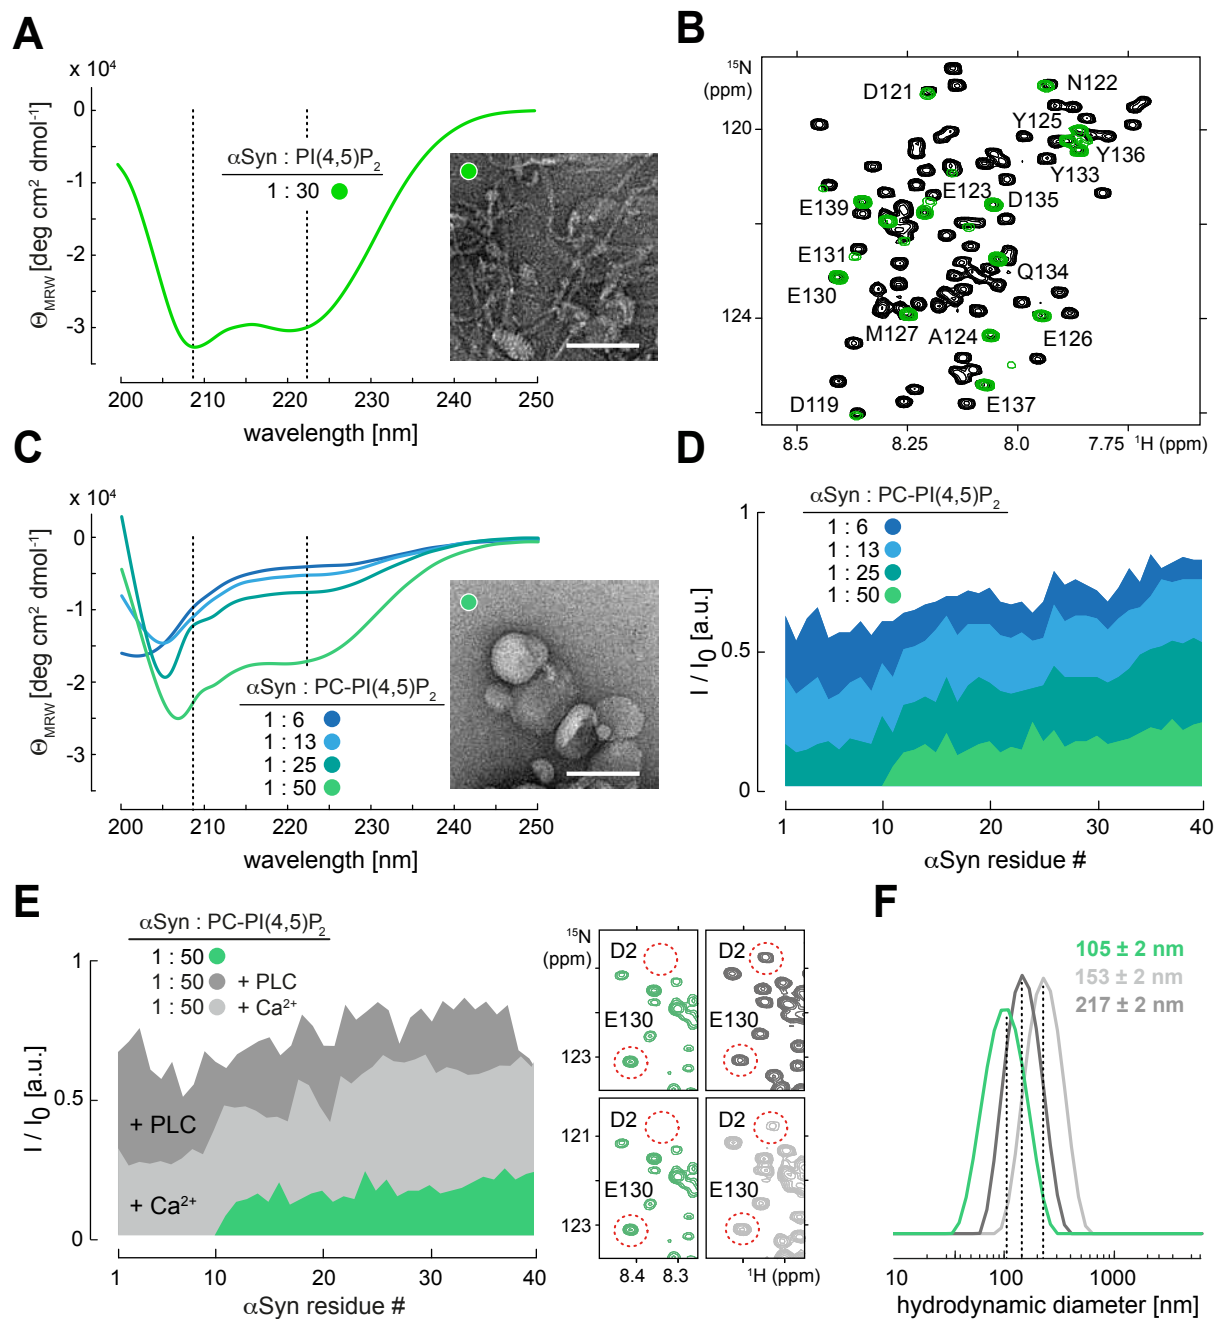 A
x 10⁴
0
-1
-2
-3
Θ_MRW [deg cm² dmol⁻¹]
αSyn : PI(4,5)P₂
1 : 30
200 210 220 230 240 250
wavelength [nm]
B
¹⁵N
(ppm)
120
124
D121
N122
Y125
Y136
Y133
E123
D135
E139
E131
Q134
E130
M127
A124
E126
D119
E137
8.5 8.25 8.0 7.75 ¹H (ppm)
C
x 10⁴
0
-1
-2
-3
Θ_MRW [deg cm² dmol⁻¹]
αSyn : PC-PI(4,5)P₂
1 : 6
1 : 13
1 : 25
1 : 50
200 210 220 230 240 250
wavelength [nm]
D
αSyn : PC-PI(4,5)P₂
1 : 6
1 : 13
1 : 25
1 : 50
1
0.5
0
I / I₀ [a.u.]
1 10 20 30 40
αSyn residue #
E
αSyn : PC-PI(4,5)P₂
1 : 50
1 : 50 + PLC
1 : 50 + Ca²⁺
1
0.5
0
I / I₀ [a.u.]
+ PLC
+ Ca²⁺
1 10 20 30 40
αSyn residue #
¹⁵N
(ppm)
D2
D2
E130
E130
123
D2
D2
121
E130
E130
123
8.4 8.3 ¹H (ppm)
F
105 ± 2 nm
153 ± 2 nm
217 ± 2 nm
10 100 1000
hydrodynamic diameter [nm]